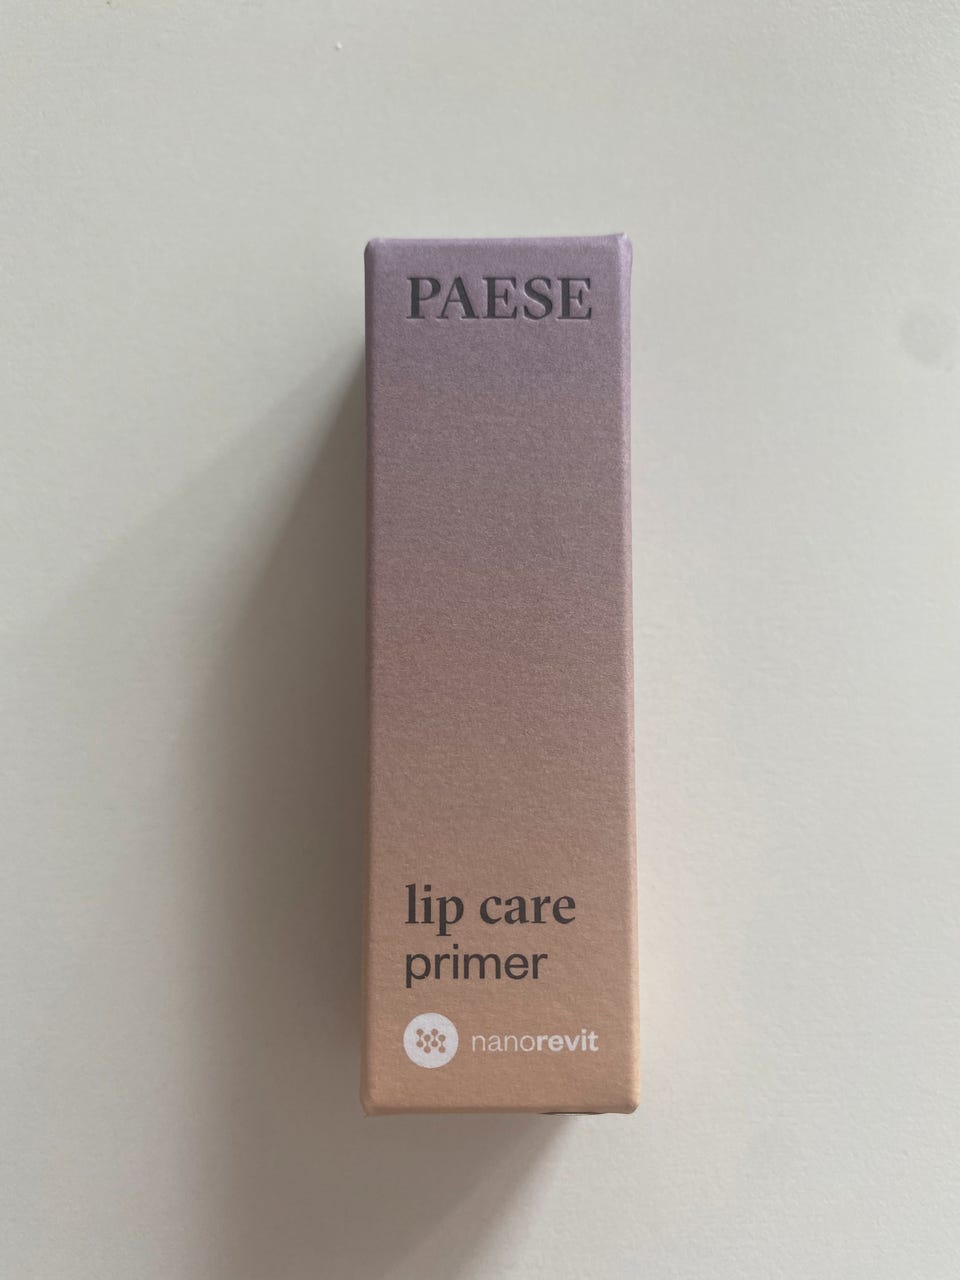 PAESE
lip care
primer
nanorevit